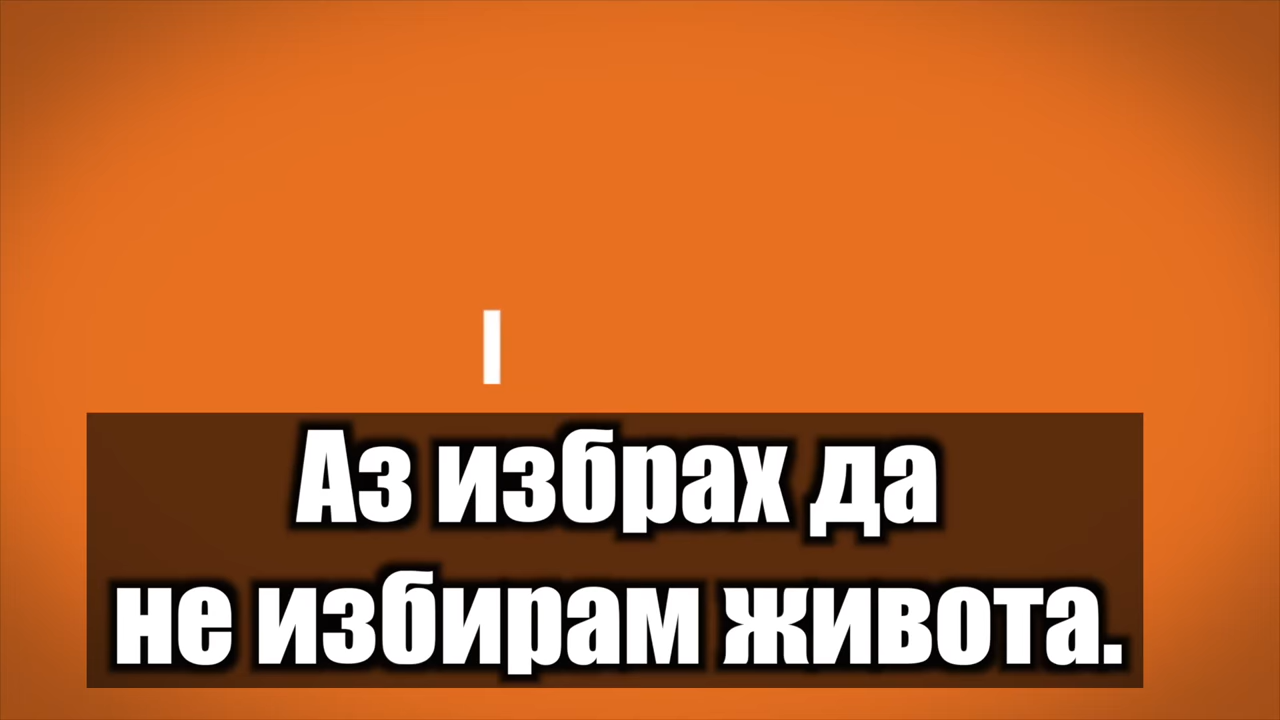 I
Аз избрах да
не избирам живота.